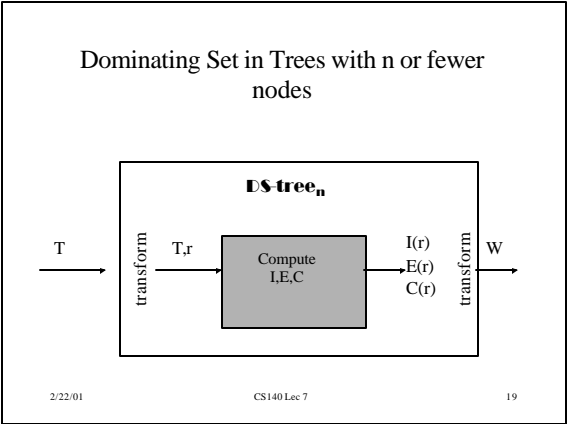 Dominating Set in Trees with n or fewer
nodes
DS-treen
T
transform
T,r
Compute
I,E,C
I(r)
E(r)
C(r)
transform
W
2/22/01
CS140 Lec 7
19